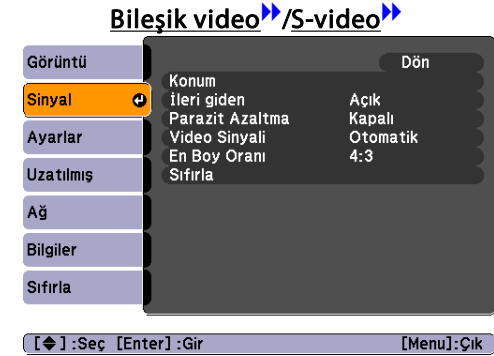 Bileşik video/S-video
Görüntü
Sinyal
Ayarlar
Uzatılmış
Ağ
Bilgiler
Sıfırla
Dön
Konum
İleri giden Açık
Parazit Azaltma Kapalı
Video Sinyali Otomatik
En Boy Oranı 4:3
Sıfırla
[◆] :Seç [Enter] :Gir [Menu]:Çık